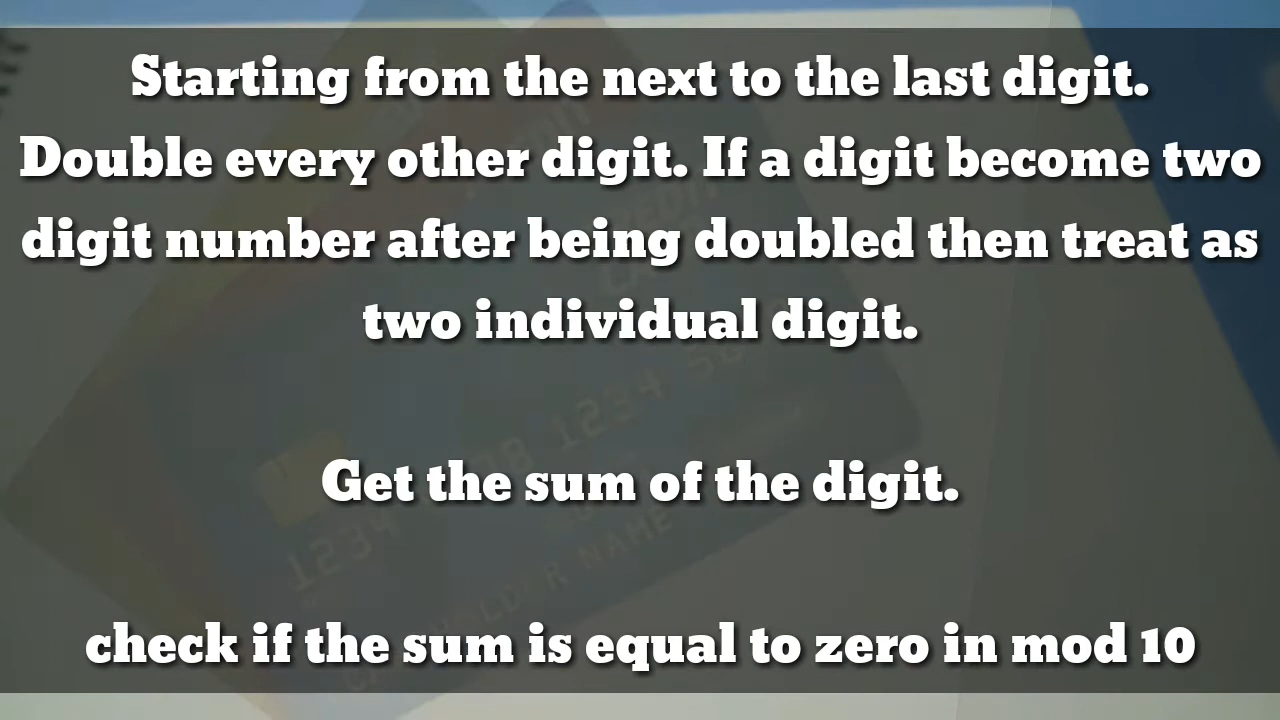 Starting from the next to the last digit.
Double every other digit. If a digit become two
digit number after being doubled then treat as
two individual digit.
Get the sum of the digit.
check if the sum is equal to zero in mod 10